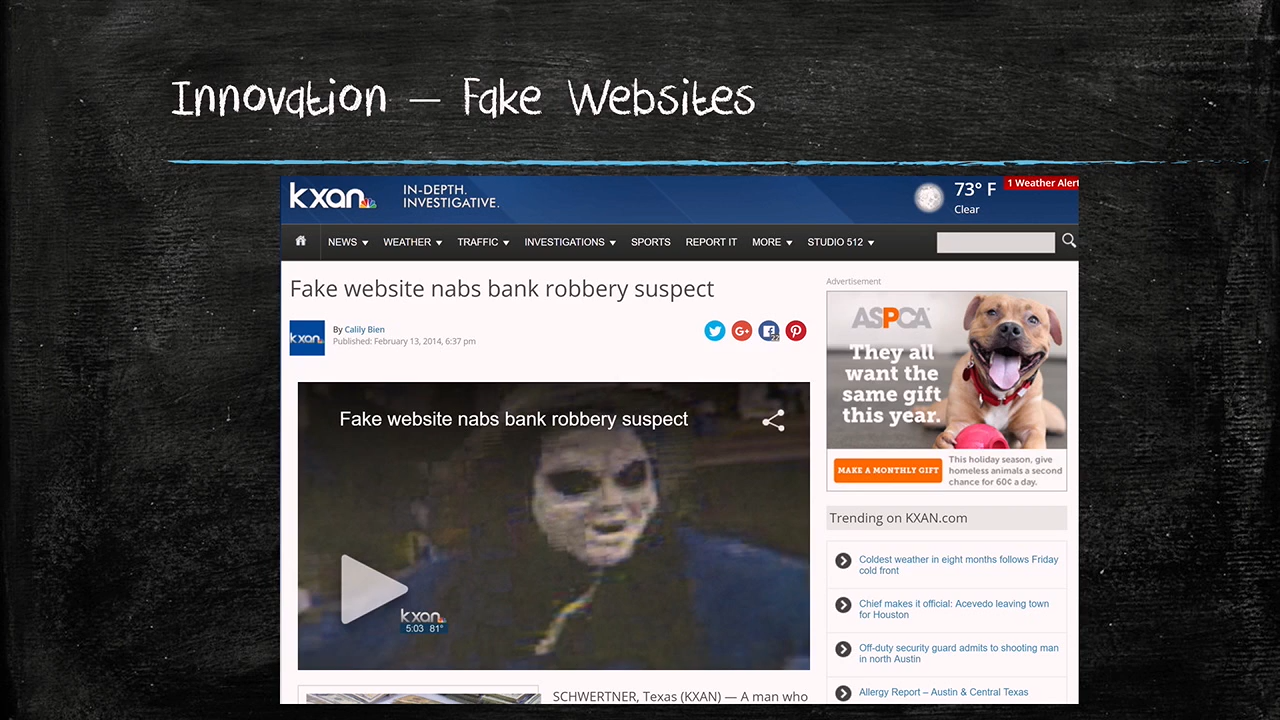 Innovation – Fake Websites
kxan
IN-DEPTH.
INVESTIGATIVE.
73° F
Clear
1 Weather Alert
NEWS
WEATHER
TRAFFIC
INVESTIGATIONS
SPORTS
REPORT IT
MORE
STUDIO 512
Fake website nabs bank robbery suspect
kxan
By Calily Bien
Published: February 13, 2014, 6:37 pm
22
Fake website nabs bank robbery suspect
kxan
5:03 81°
SCHWERTNER, Texas (KXAN) — A man who
Advertisement
ASPCA
They all
want the
same gift
this year.
MAKE A MONTHLY GIFT
This holiday season, give
homeless animals a second
chance for 60¢ a day.
Trending on KXAN.com
Coldest weather in eight months follows Friday
cold front
Chief makes it official: Acevedo leaving town
for Houston
Off-duty security guard admits to shooting man
in north Austin
Allergy Report – Austin & Central Texas